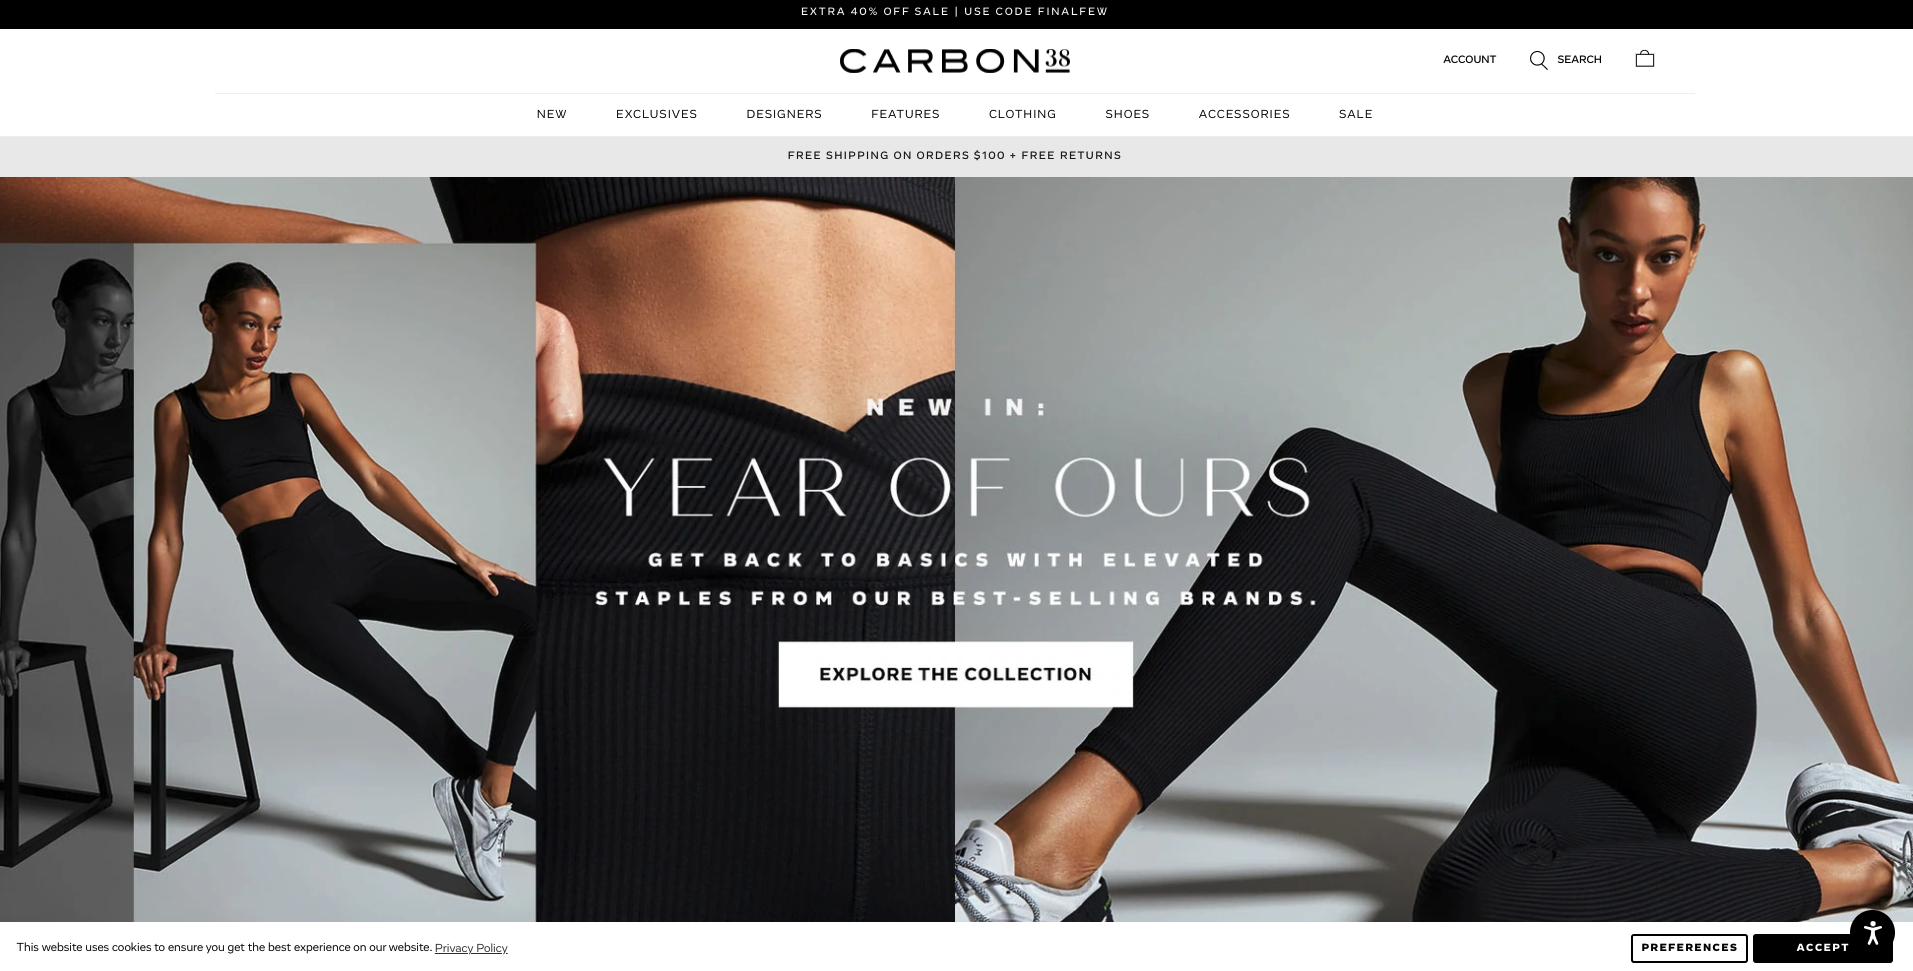 EXTRA 40% OFF SALE | USE CODE FINALFEW
CARBON38
ACCOUNT
SEARCH
NEW
EXCLUSIVES
DESIGNERS
FEATURES
CLOTHING
SHOES
ACCESSORIES
SALE
FREE SHIPPING ON ORDERS $100 + FREE RETURNS
NEW IN:
YEAR OF OURS
GET BACK TO BASICS WITH ELEVATED
STAPLES FROM OUR BEST-SELLING BRANDS.
EXPLORE THE COLLECTION
This website uses cookies to ensure you get the best experience on our website. Privacy Policy
PREFERENCES
ACCEPT